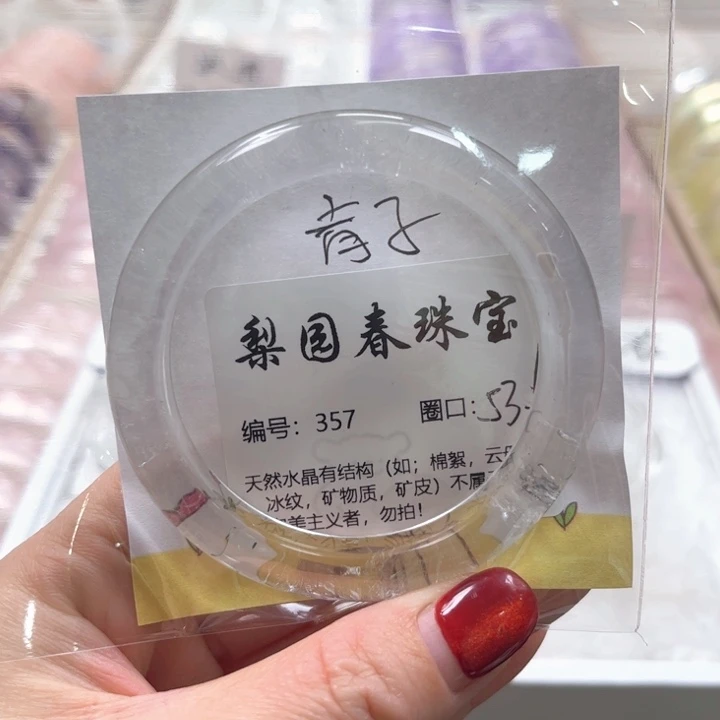 青子
梨园春珠宝
编号：357 圈口：53.
天然水晶有结构（如；棉絮，云
冰纹，矿物质，矿皮）不属
美主义者，勿拍！